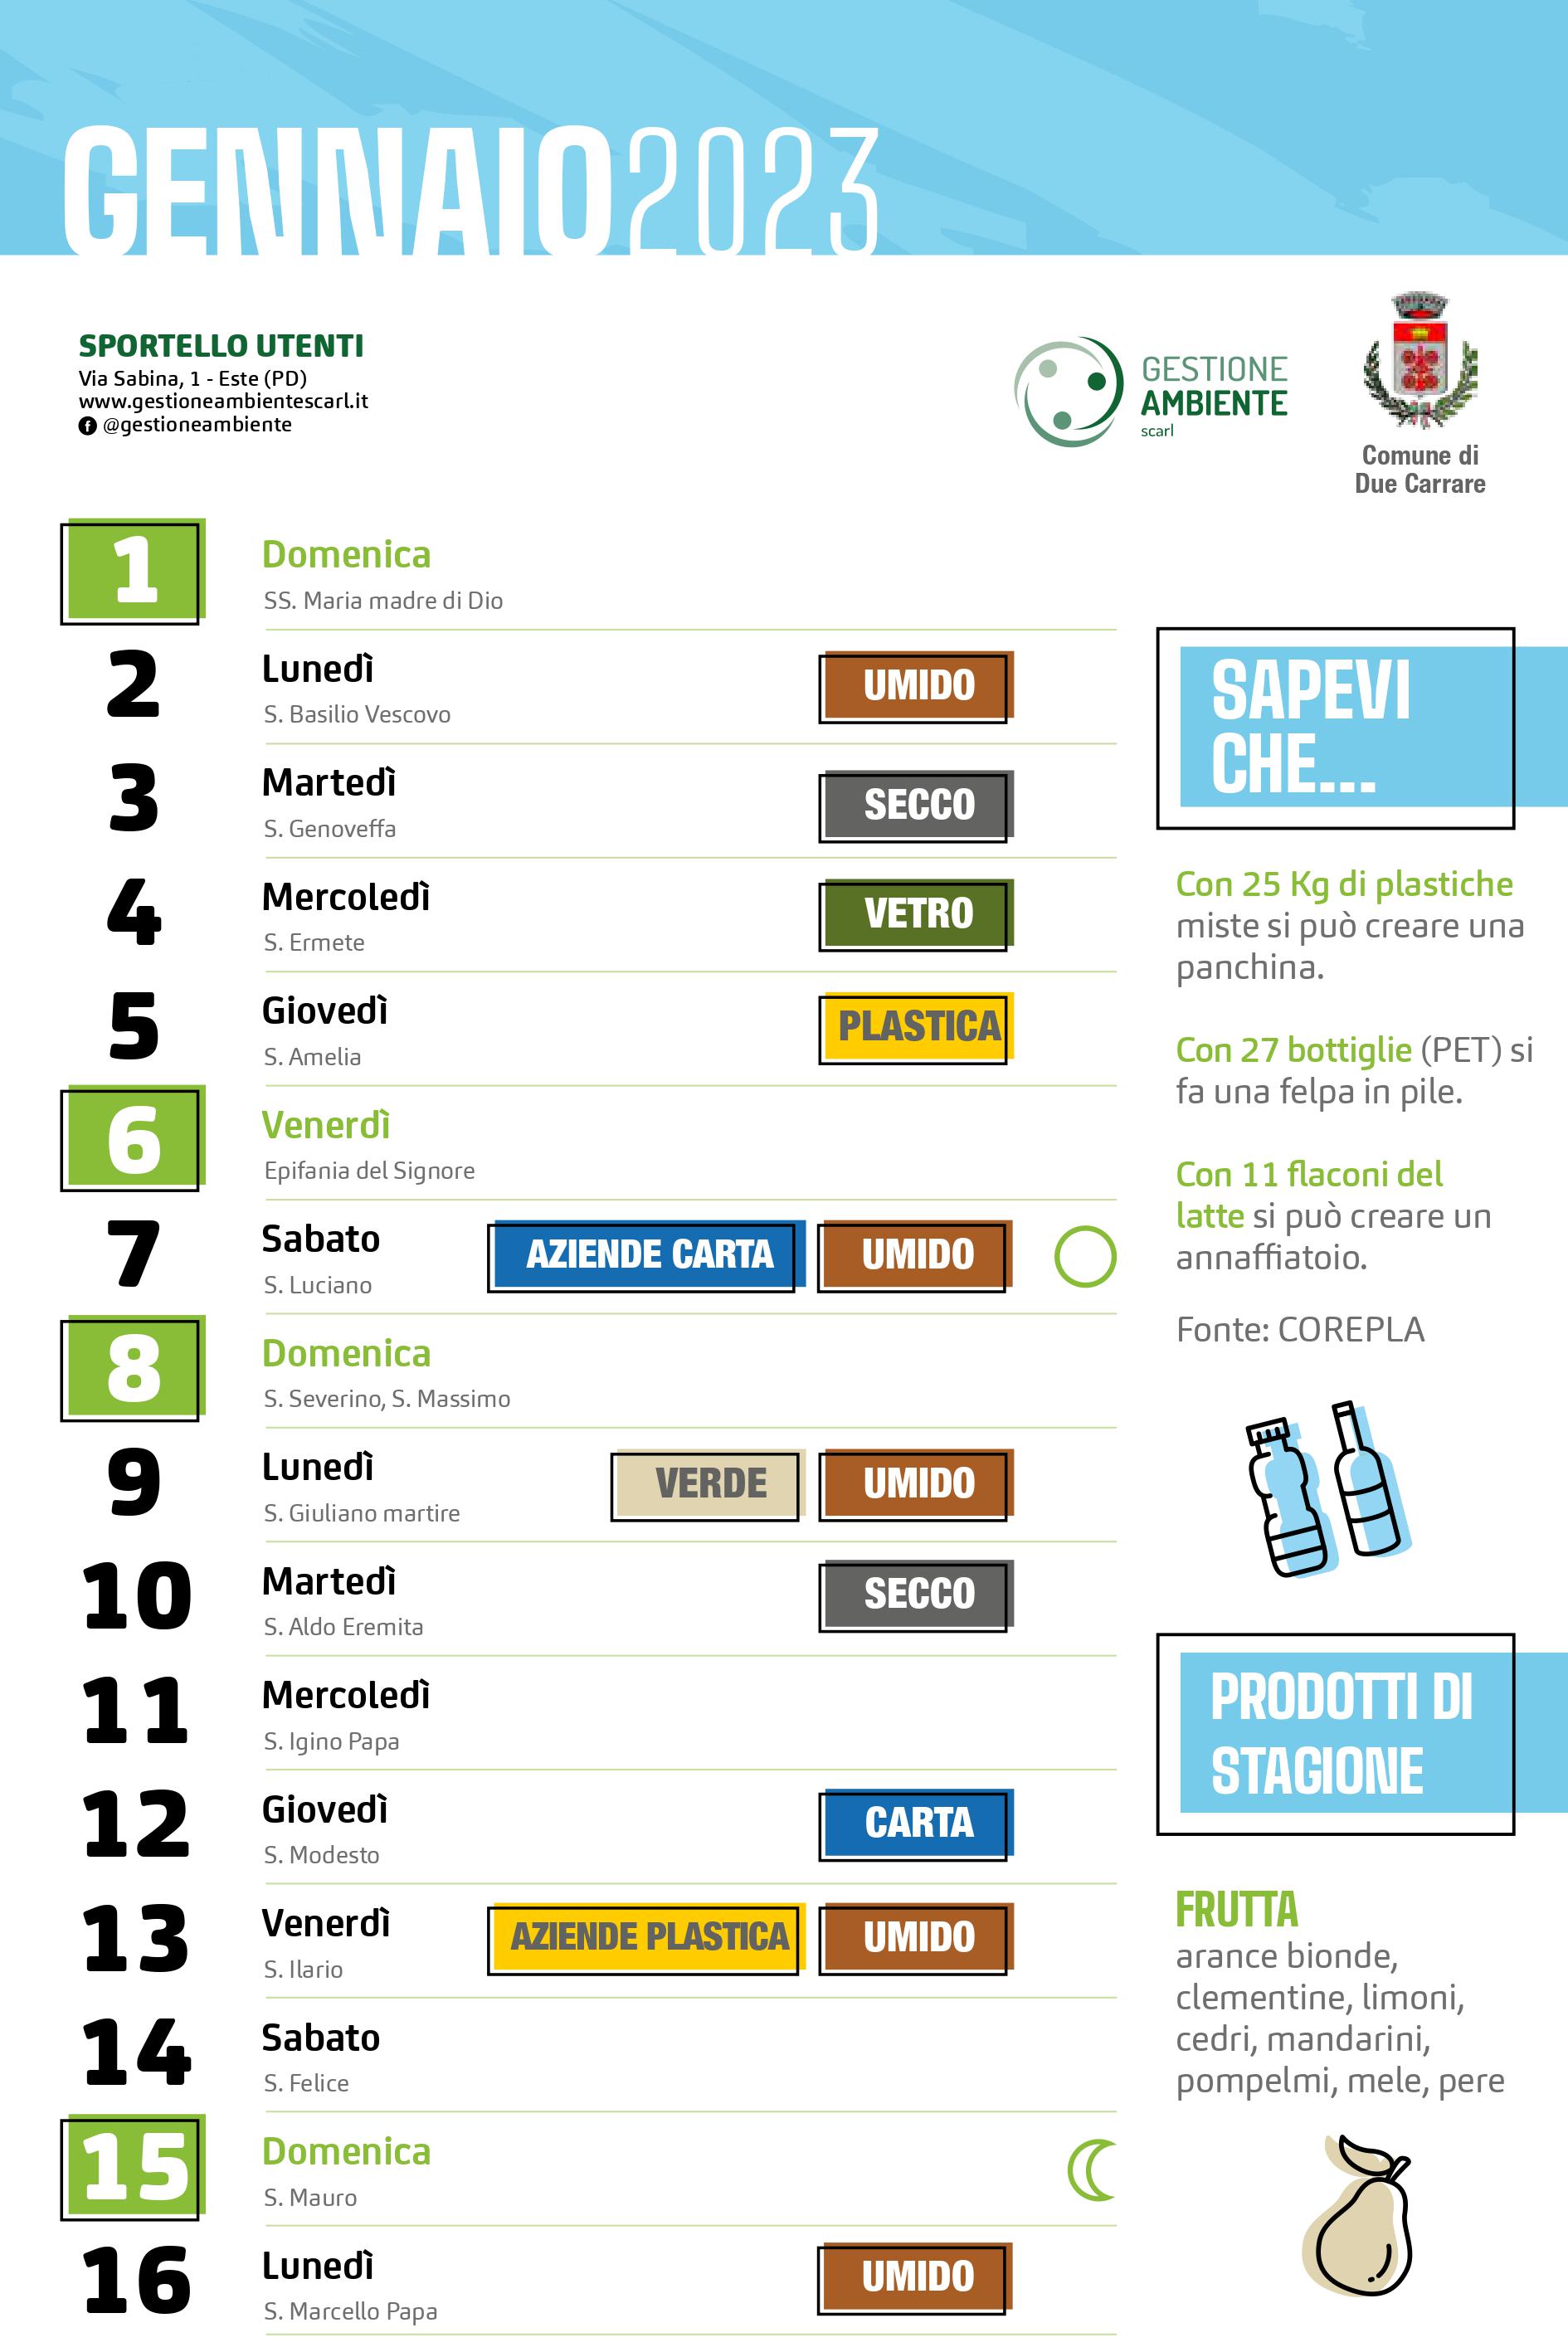 GENNAIO2023
SPORTELLO UTENTI
Via Sabina, 1 - Este (PD)
www.gestioneambientescarl.it
@gestioneambiente
GESTIONE
AMBIENTE
scarl
Comune di
Due Carrare
1 Domenica
SS. Maria madre di Dio
2 Lunedì UMIDO
S. Basilio Vescovo
3 Martedì SECCO
S. Genoveffa
4 Mercoledì VETRO
S. Ermete
5 Giovedì PLASTICA
S. Amelia
6 Venerdì
Epifania del Signore
7 Sabato AZIENDE CARTA UMIDO
S. Luciano
8 Domenica
S. Severino, S. Massimo
9 Lunedì VERDE UMIDO
S. Giuliano martire
10 Martedì SECCO
S. Aldo Eremita
11 Mercoledì
S. Igino Papa
12 Giovedì CARTA
S. Modesto
13 Venerdì AZIENDE PLASTICA UMIDO
S. Ilario
14 Sabato
S. Felice
15 Domenica
S. Mauro
16 Lunedì UMIDO
S. Marcello Papa
SAPEVI
CHE...
Con 25 Kg di plastiche
miste si può creare una
panchina.
Con 27 bottiglie (PET) si
fa una felpa in pile.
Con 11 flaconi del
latte si può creare un
annaffiatoio.
Fonte: COREPLA
PRODOTTI DI
STAGIONE
FRUTTA
arance bionde,
clementine, limoni,
cedri, mandarini,
pompelmi, mele, pere